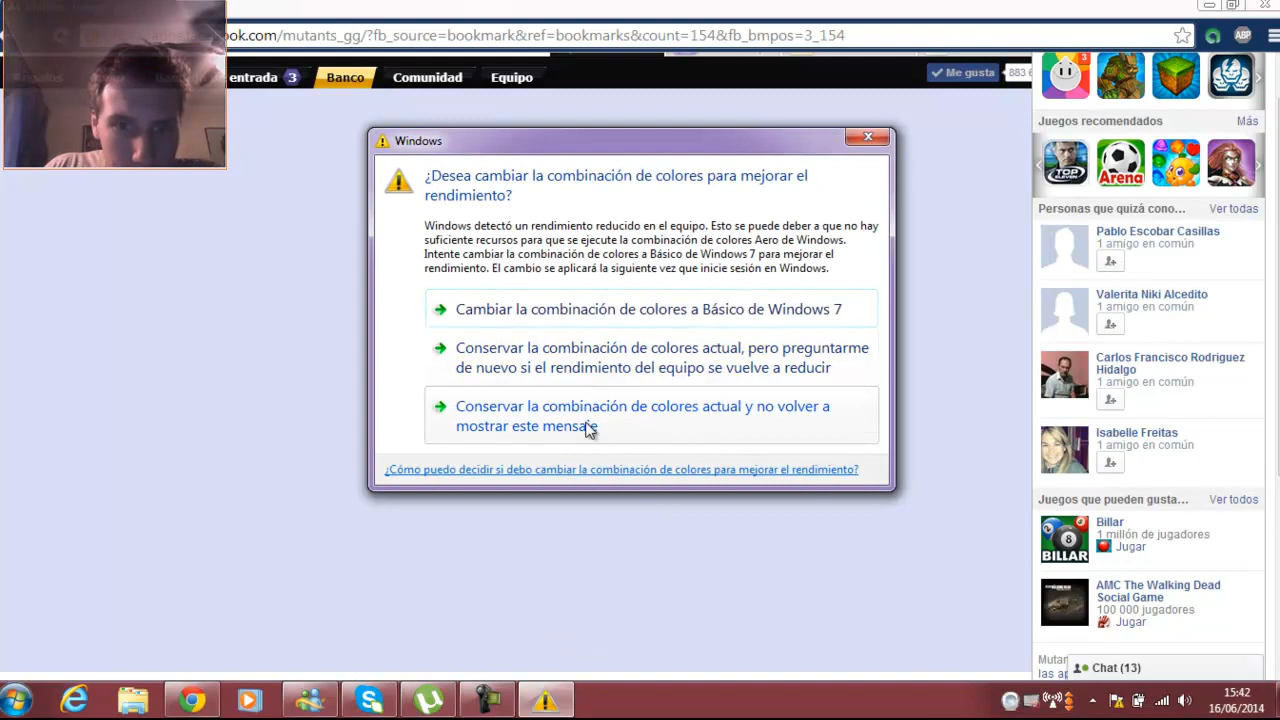 ook.com/mutants_gg/?fb_source=bookmark&ref=bookmarks&count=154&fb_bmpos=3_154
ABP
entrada 3 Banco Comunidad Equipo
Me gusta 883
3
Juegos recomendados Más
TOP ELEVEN
Arena
Personas que quizá cono... Ver todas
Pablo Escobar Casillas
1 amigo en común
Valerita Niki Alcedito
1 amigo en común
Carlos Francisco Rodriguez
Hidalgo
1 amigo en común
Isabelle Freitas
1 amigo en común
Juegos que pueden gusta... Ver todos
Billar
1 millón de jugadores
Jugar
BILLAR
AMC The Walking Dead
Social Game
100 000 jugadores
Jugar
Mutan
las ap
Chat (13)
Windows
¿Desea cambiar la combinación de colores para mejorar el
rendimiento?
Windows detectó un rendimiento reducido en el equipo. Esto se puede deber a que no hay
suficiente recursos para que se ejecute la combinación de colores Aero de Windows.
Intente cambiar la combinación de colores a Básico de Windows 7 para mejorar el
rendimiento. El cambio se aplicará la siguiente vez que inicie sesión en Windows.
Cambiar la combinación de colores a Básico de Windows 7
Conservar la combinación de colores actual, pero preguntarme
de nuevo si el rendimiento del equipo se vuelve a reducir
Conservar la combinación de colores actual y no volver a
mostrar este mensaje
¿Cómo puedo decidir si debo cambiar la combinación de colores para mejorar el rendimiento?
15:42
16/06/2014